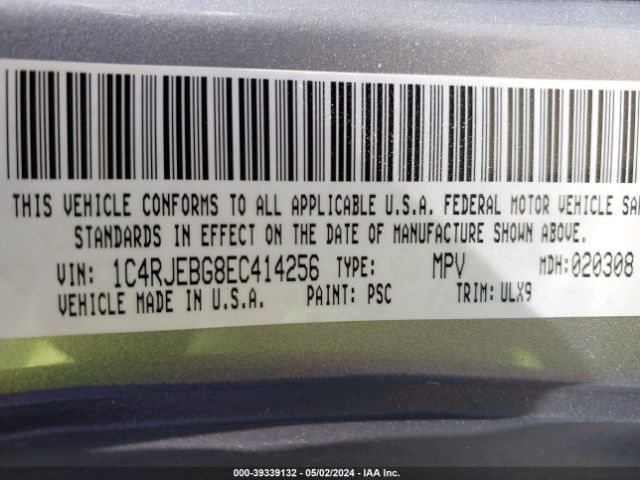 THIS VEHICLE CONFORMS TO ALL APPLICABLE U.S.A. FEDERAL MOTOR VEHICLE SA
STANDARDS IN EFFECT ON THE DATE OF MANUFACTURE SHOWN ABOVE.
VIN: 1C4RJEBG8EC414256 TYPE: MPV MDH:020308
VEHICLE MADE IN U.S.A. PAINT: PSC TRIM: ULX9
000-39339132 - 05/02/2024 - IAA Inc.